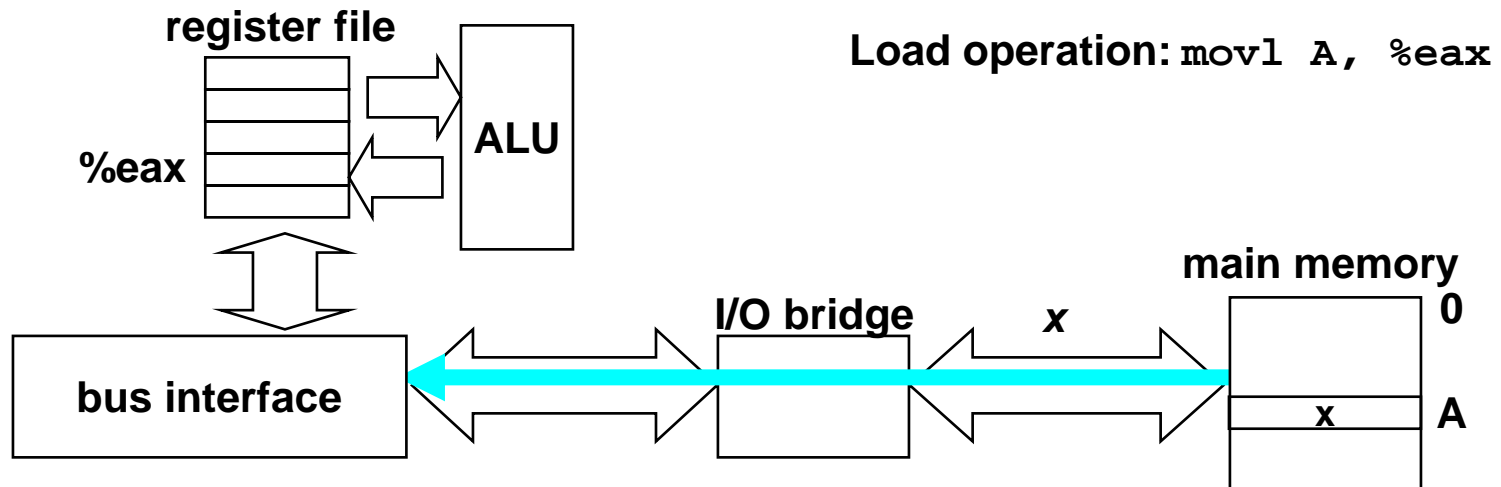 register file
Load operation: movl A, %eax
ALU
%eax
main memory
0
I/O bridge
x
bus interface
x
A